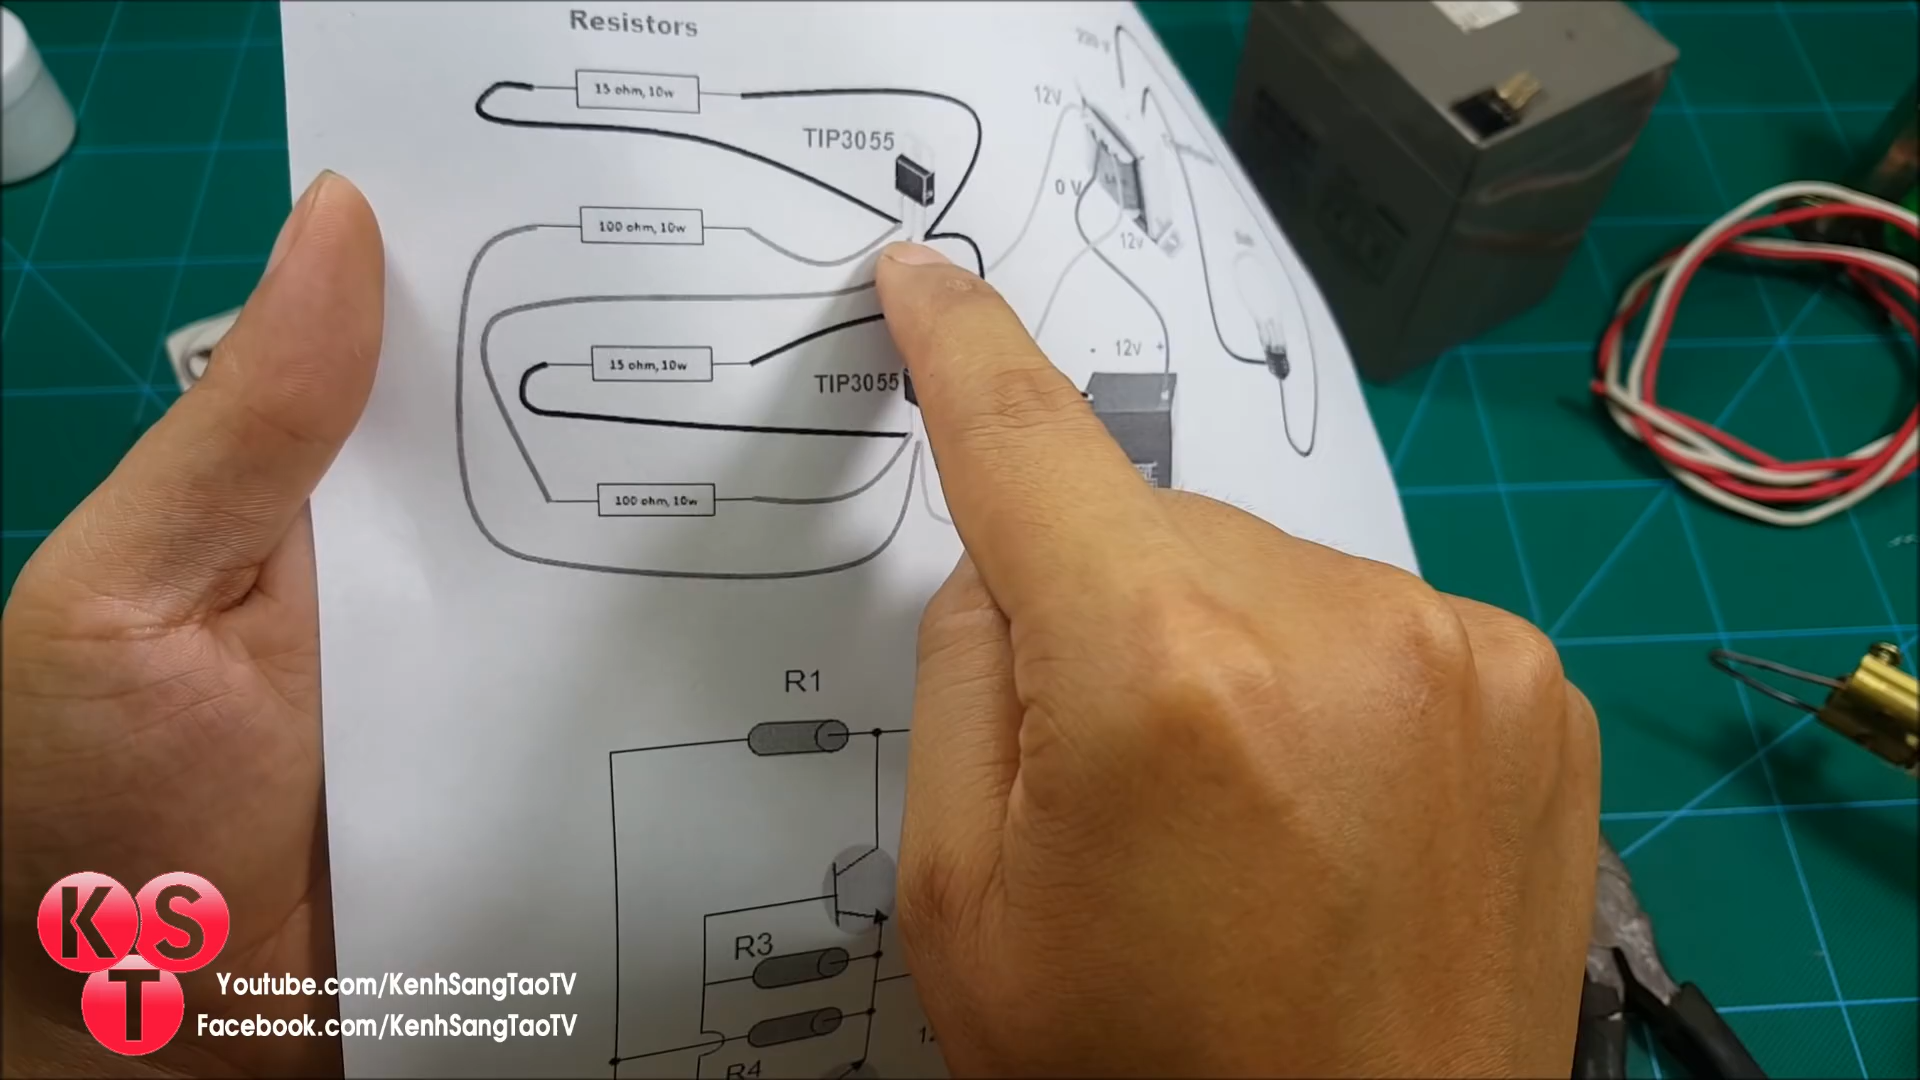 Resistors
220 v
15 ohm, 10w
12V
TIP3055
0 V
100 ohm, 10w
12v
- 12v +
15 ohm, 10w
TIP3055
100 ohm, 10w
R1
R3
R4
KST
Youtube.com/KenhSangTaoTV
Facebook.com/KenhSangTaoTV